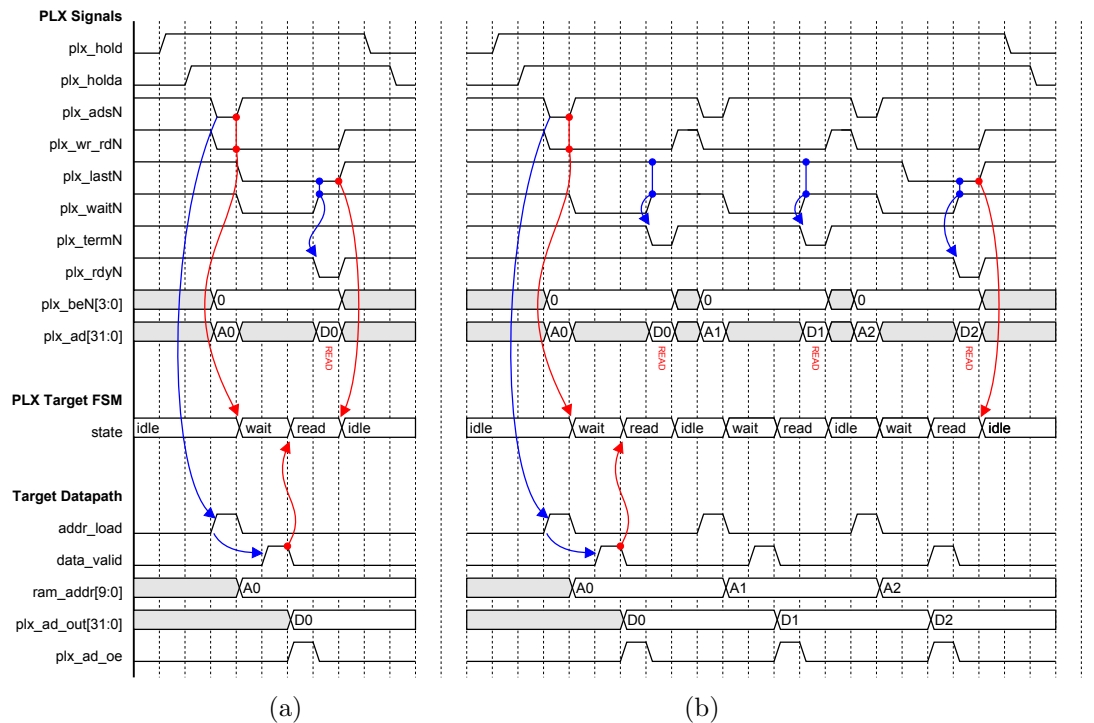 PLX Signals
plx_hold
plx_holda
plx_adsN
plx_wr_rdN
plx_lastN
plx_waitN
plx_termN
plx_rdyN
plx_beN[3:0] 0 0 0 0
plx_ad[31:0] A0 D0 A0 D0 A1 D1 A2 D2
READ READ READ READ
PLX Target FSM
state idle wait read idle idle wait read idle wait read idle wait read idle
Target Datapath
addr_load
data_valid
ram_addr[9:0] A0 A0 A1 A2
plx_ad_out[31:0] D0 D0 D1 D2
plx_ad_oe
(a) (b)